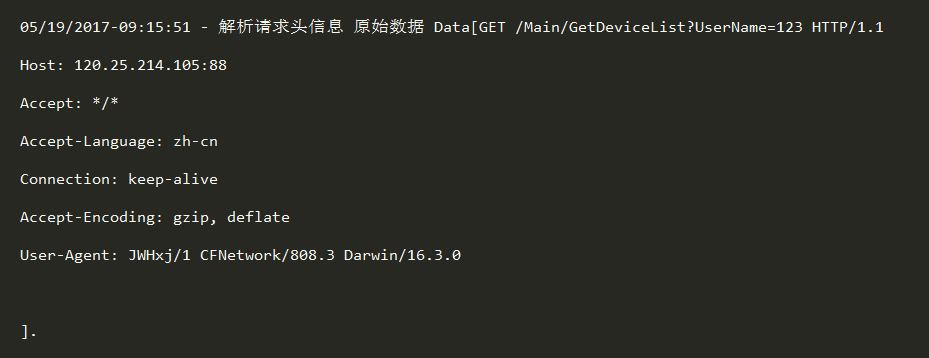 05/19/2017-09:15:51 - 解析请求头信息 原始数据 Data[GET /Main/GetDeviceList?UserName=123 HTTP/1.1
Host: 120.25.214.105:88
Accept: */*
Accept-Language: zh-cn
Connection: keep-alive
Accept-Encoding: gzip, deflate
User-Agent: JWHxj/1 CFNetwork/808.3 Darwin/16.3.0
].